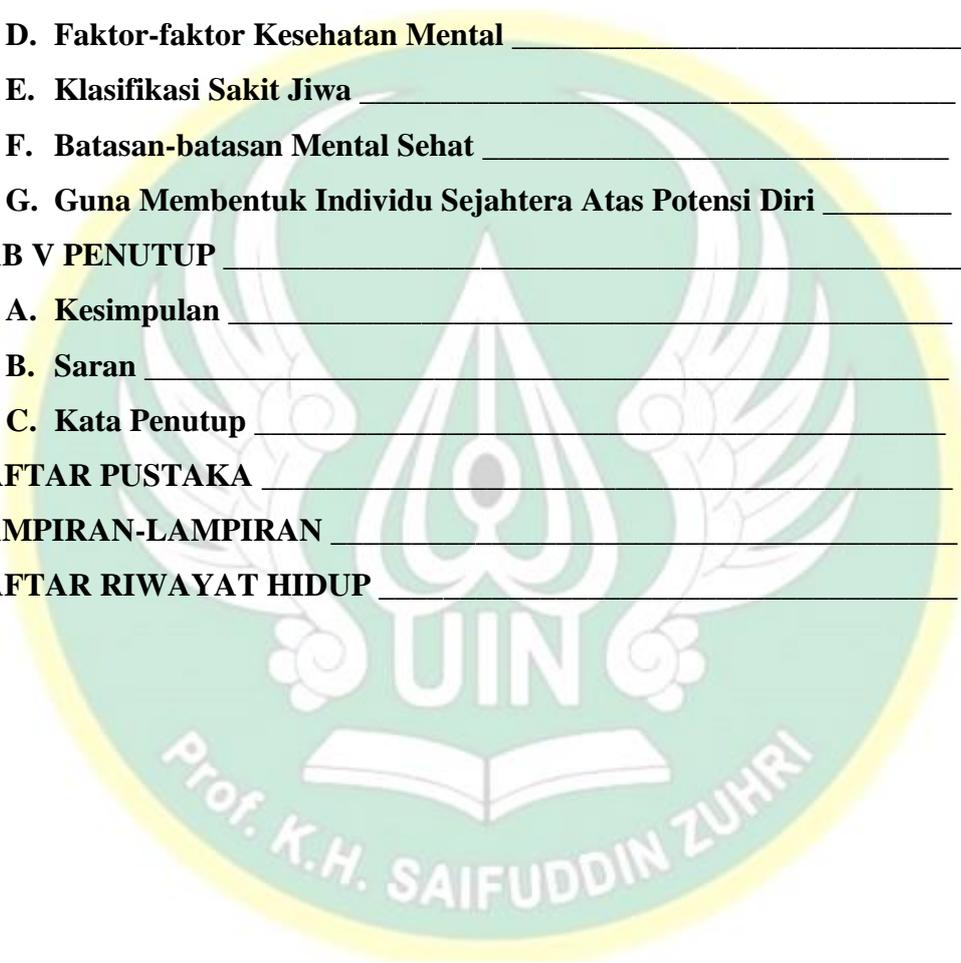 D. Faktor-faktor Kesehatan Mental
E. Klasifikasi Sakit Jiwa
F. Batasan-batasan Mental Sehat
G. Guna Membentuk Individu Sejahtera Atas Potensi Diri
B V PENUTUP
A. Kesimpulan
B. Saran
C. Kata Penutup
FTAR PUSTAKA
MPIRAN-LAMPIRAN
FTAR RIWAYAT HIDUP
UIN
Prof. K.H. SAIFUDDIN ZUHRI